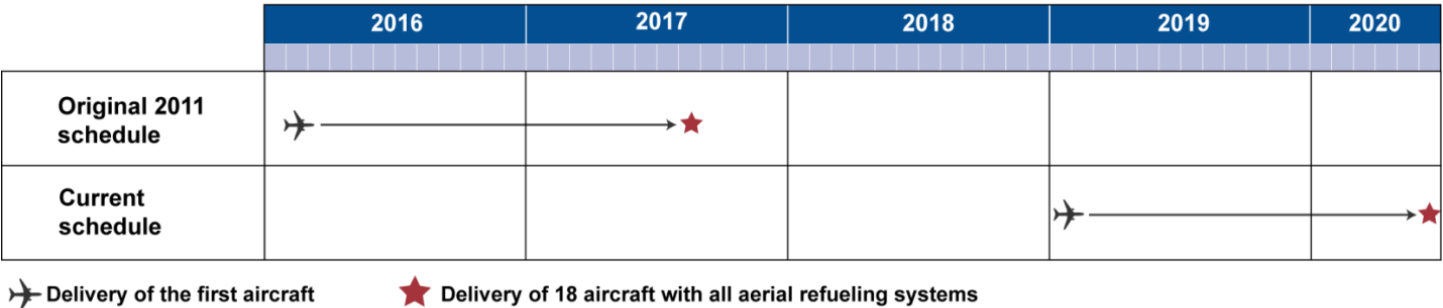 2016 2017 2018 2019 2020
Original 2011
schedule
Current
schedule
Delivery of the first aircraft Delivery of 18 aircraft with all aerial refueling systems